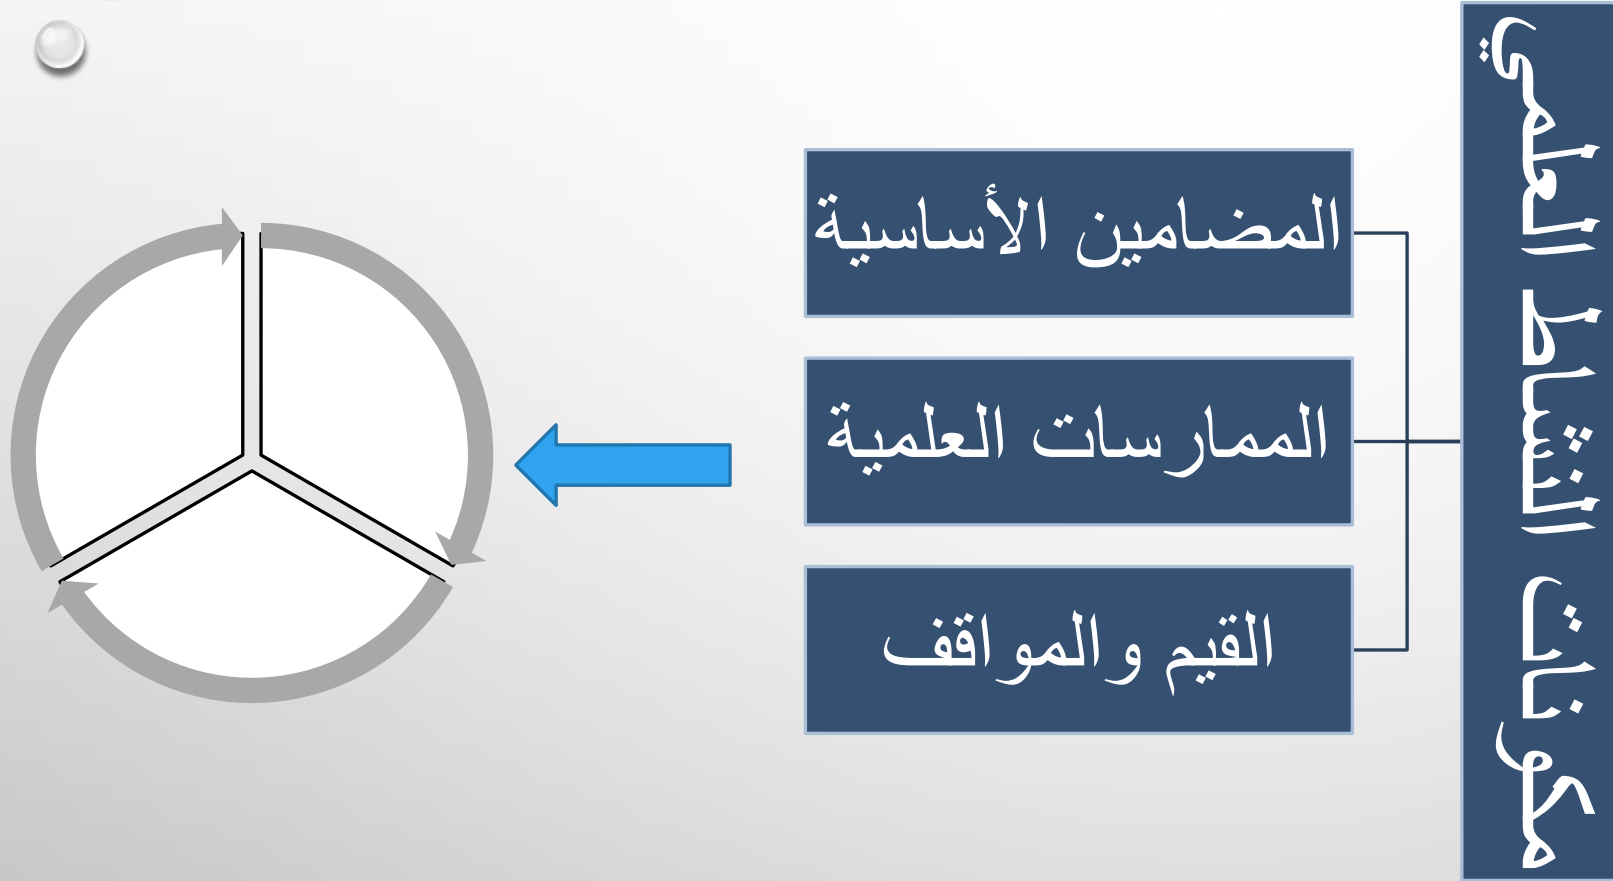 مكونات النشاط العلمي
المضامين الأساسية
الممارسات العلمية
القيم والمواقف